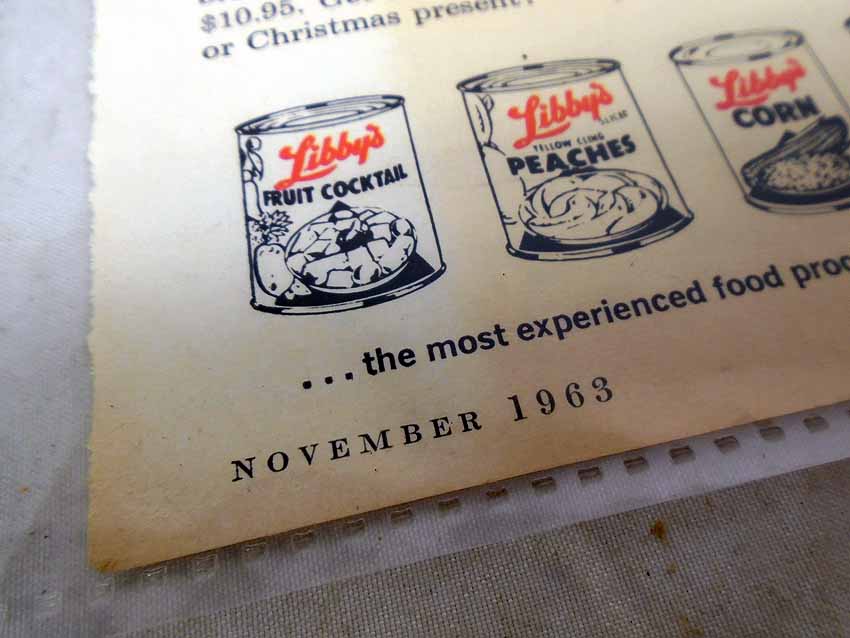 $10.95.
or Christmas present.
Libby's
FRUIT COCKTAIL
Libby's
SLICED
YELLOW CLING
PEACHES
Libby's
CORN
...the most experienced food
NOVEMBER 1963